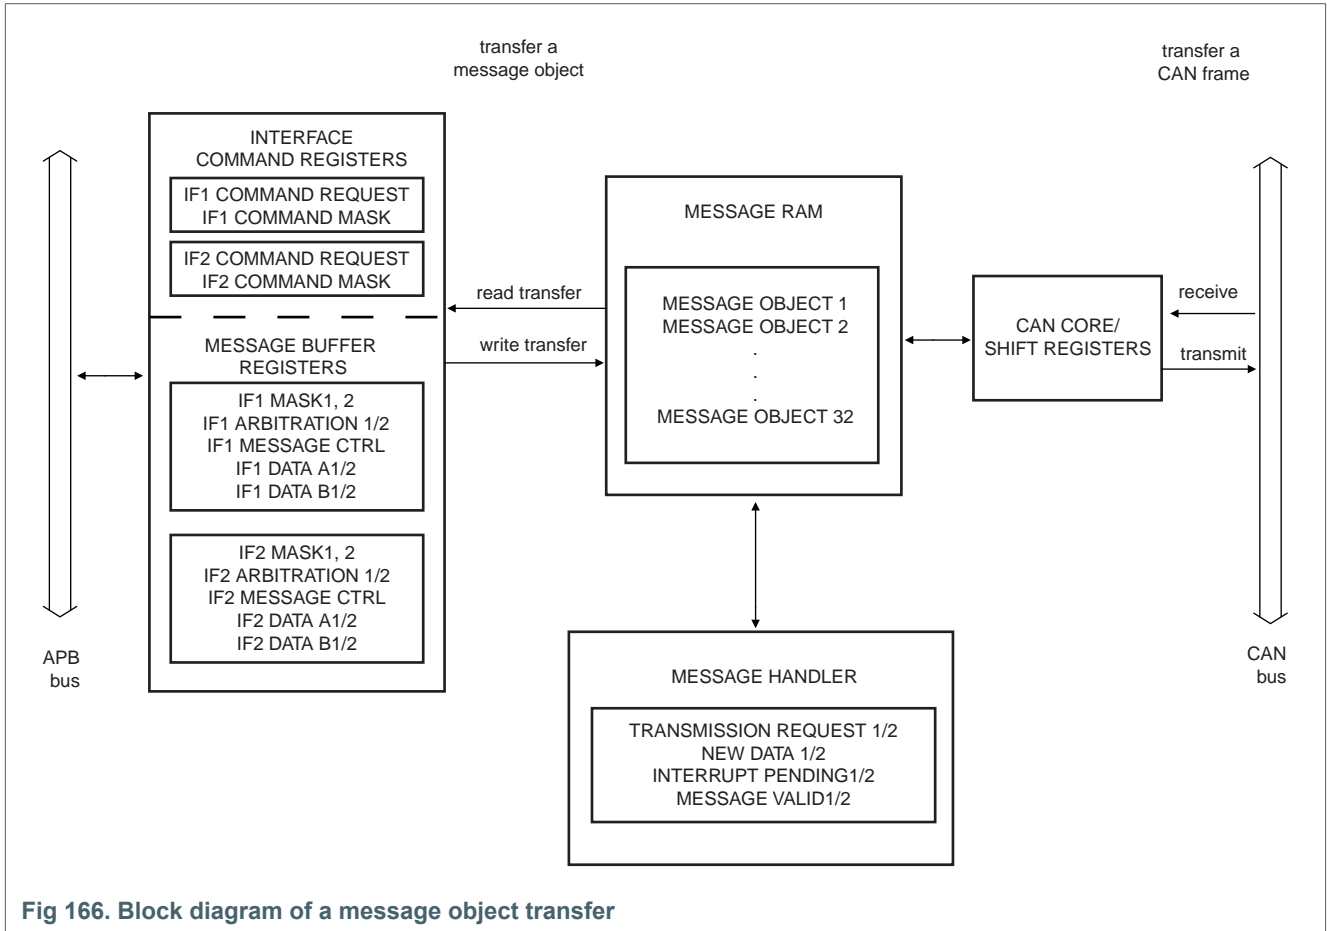 transfer a
message object
transfer a
CAN frame
INTERFACE
COMMAND REGISTERS
IF1 COMMAND REQUEST
IF1 COMMAND MASK
IF2 COMMAND REQUEST
IF2 COMMAND MASK
MESSAGE BUFFER
REGISTERS
IF1 MASK1, 2
IF1 ARBITRATION 1/2
IF1 MESSAGE CTRL
IF1 DATA A1/2
IF1 DATA B1/2
IF2 MASK1, 2
IF2 ARBITRATION 1/2
IF2 MESSAGE CTRL
IF2 DATA A1/2
IF2 DATA B1/2
APB
bus
read transfer
write transfer
MESSAGE RAM
MESSAGE OBJECT 1
MESSAGE OBJECT 2
.
.
.
MESSAGE OBJECT 32
CAN CORE/
SHIFT REGISTERS
receive
transmit
CAN
bus
MESSAGE HANDLER
TRANSMISSION REQUEST 1/2
NEW DATA 1/2
INTERRUPT PENDING1/2
MESSAGE VALID1/2
Fig 166. Block diagram of a message object transfer